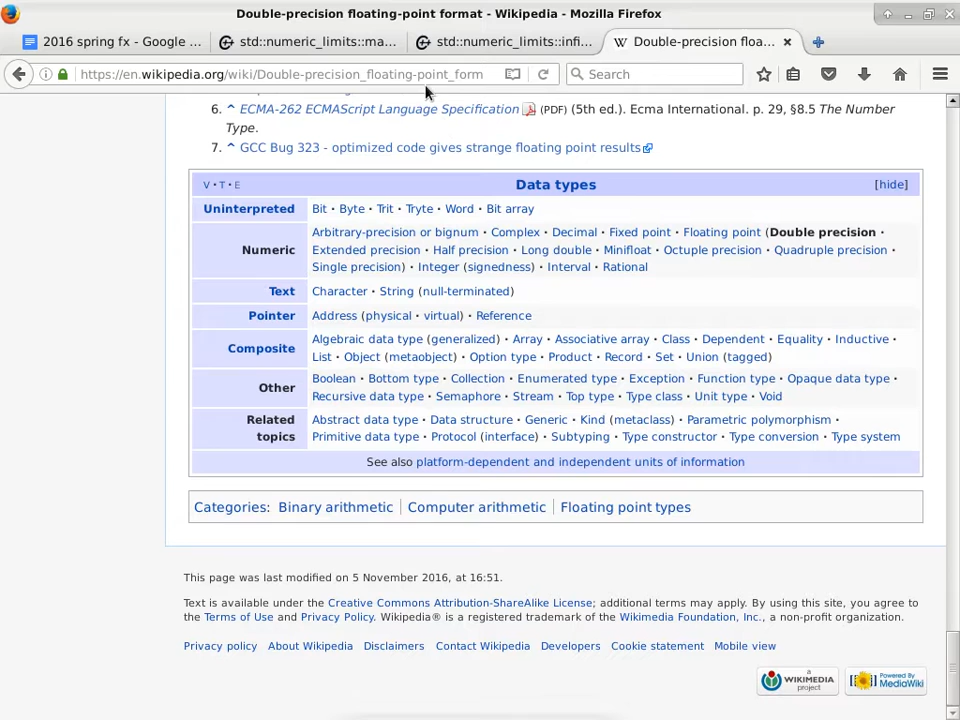 Double-precision floating-point format - Wikipedia - Mozilla Firefox
2016 spring fx - Google ...
std::numeric_limits::ma...
std::numeric_limits::infi...
Double-precision floa...
https://en.wikipedia.org/wiki/Double-precision_floating-point_form
Search
6. ^ ECMA-262 ECMAScript Language Specification (PDF) (5th ed.). Ecma International. p. 29, §8.5 The Number
Type.
7. ^ GCC Bug 323 - optimized code gives strange floating point results
V · T · E
Data types
[hide]
Uninterpreted
Bit · Byte · Trit · Tryte · Word · Bit array
Numeric
Arbitrary-precision or bignum · Complex · Decimal · Fixed point · Floating point (Double precision ·
Extended precision · Half precision · Long double · Minifloat · Octuple precision · Quadruple precision ·
Single precision) · Integer (signedness) · Interval · Rational
Text
Character · String (null-terminated)
Pointer
Address (physical · virtual) · Reference
Composite
Algebraic data type (generalized) · Array · Associative array · Class · Dependent · Equality · Inductive ·
List · Object (metaobject) · Option type · Product · Record · Set · Union (tagged)
Other
Boolean · Bottom type · Collection · Enumerated type · Exception · Function type · Opaque data type ·
Recursive data type · Semaphore · Stream · Top type · Type class · Unit type · Void
Related
topics
Abstract data type · Data structure · Generic · Kind (metaclass) · Parametric polymorphism ·
Primitive data type · Protocol (interface) · Subtyping · Type constructor · Type conversion · Type system
See also platform-dependent and independent units of information
Categories: Binary arithmetic | Computer arithmetic | Floating point types
This page was last modified on 5 November 2016, at 16:51.
Text is available under the Creative Commons Attribution-ShareAlike License; additional terms may apply. By using this site, you agree to
the Terms of Use and Privacy Policy. Wikipedia® is a registered trademark of the Wikimedia Foundation, Inc., a non-profit organization.
Privacy policy
About Wikipedia
Disclaimers
Contact Wikipedia
Developers
Cookie statement
Mobile view
A WIKIMEDIA
project
Powered By
MediaWiki